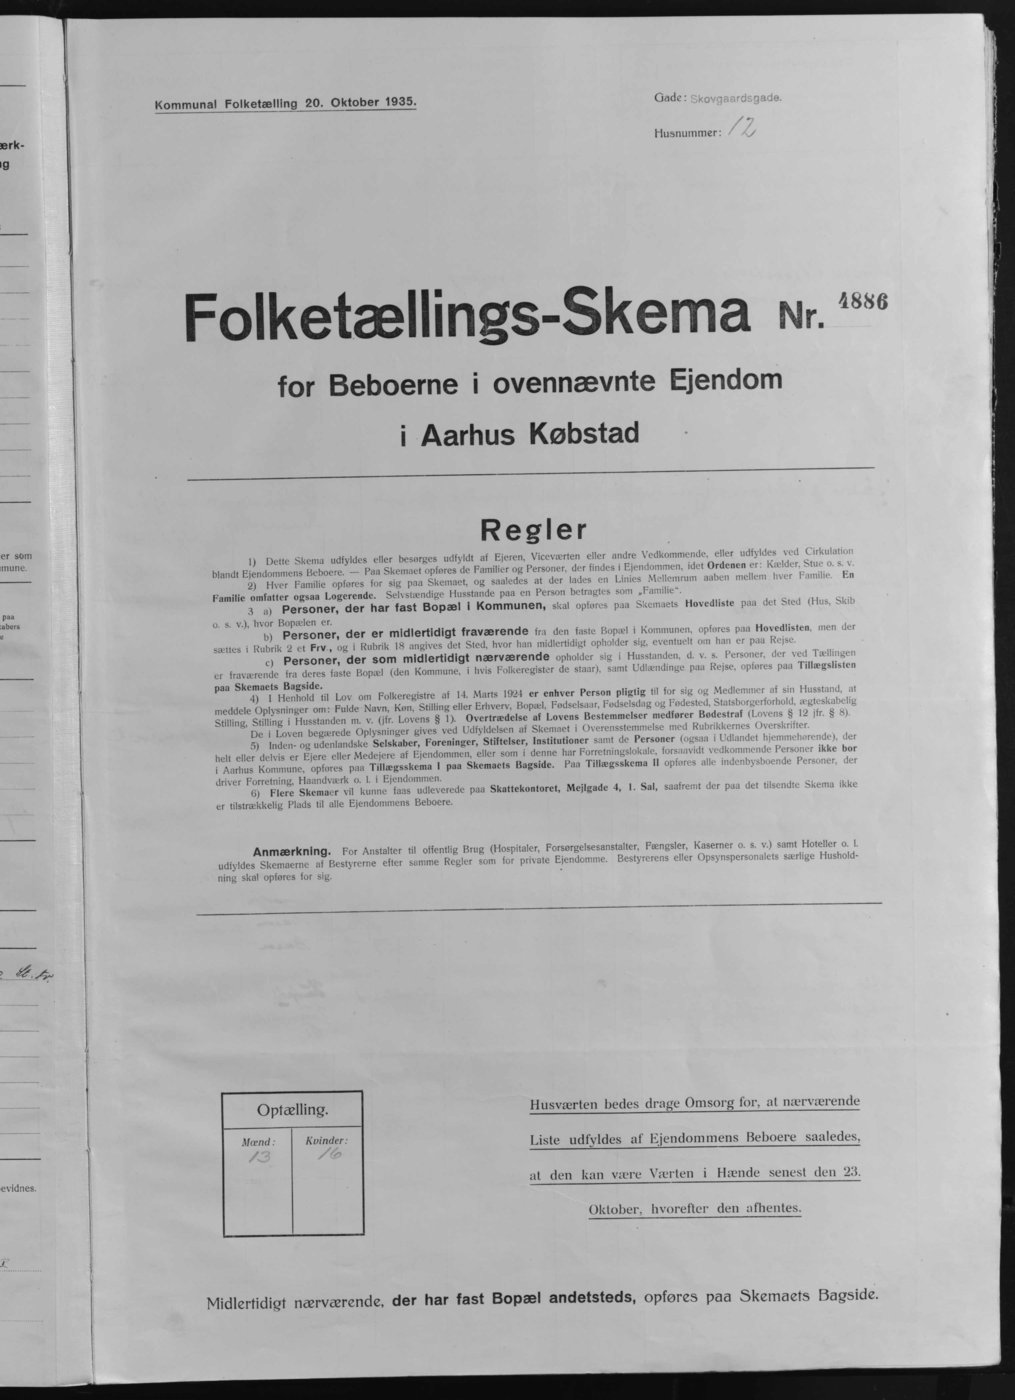 Kommunal Folketælling 20. Oktober 1935.
Gade: Skovgaardsgade.
Husnummer: 12
Folketællings-Skema Nr. 4886
for Beboerne i ovennævnte Ejendom
i Aarhus Købstad
Regler
1) Dette Skema udfyldes eller besørges udfyldt af Ejeren, Viceværten eller andre Vedkommende, eller udfyldes ved Cirkulation
blandt Ejendommens Beboere. — Paa Skemaet opføres de Familier og Personer, der findes i Ejendommen, idet Ordenen er: Kælder, Stue o. s. v.
2) Hver Familie opføres for sig paa Skemaet, og saaledes at der lades en Linies Mellemrum aaben mellem hver Familie. En
Familie omfatter ogsaa Logerende. Selvstændige Husstande paa en Person betragtes som „Familie“.
3 a) Personer, der har fast Bopæl i Kommunen, skal opføres paa Skemaets Hovedliste paa det Sted (Hus, Skib
o. s. v.), hvor Bopælen er.
b) Personer, der er midlertidigt fraværende fra den faste Bopæl i Kommunen, opføres paa Hovedlisten, men der
sættes i Rubrik 2 et Frv., og i Rubrik 18 angives det Sted, hvor han midlertidigt opholder sig, eventuelt om han er paa Rejse.
c) Personer, der som midlertidigt nærværende opholder sig i Husstanden, d. v. s. Personer, der ved Tællingen
er fraværende fra deres faste Bopæl (den Kommune, i hvis Folkeregister de staar), samt Udlændinge paa Rejse, opføres paa Tillægslisten
paa Skemaets Bagside.
4) I Henhold til Lov om Folkeregistre af 14. Marts 1924 er enhver Person pligtig til for sig og Medlemmer af sin Husstand, at
meddele Oplysninger om: Fulde Navn, Køn, Stilling eller Erhverv, Bopæl, Fødselsaar, Fødselsdag og Fødested, Statsborgerforhold, ægteskabelig
Stilling, Stilling i Husstanden m. v. (jfr. Lovens § 1). Overtrædelse af Lovens Bestemmelser medfører Bødestraf (Lovens § 12 jfr. § 8).
De i Loven begærede Oplysninger gives ved Udfyldelsen af Skemaet i Overensstemmelse med Rubrikkernes Overskrifter.
5) Inden- og udenlandske Selskaber, Foreninger, Stiftelser, Institutioner samt de Personer (ogsaa i Udlandet hjemmehørende), der
helt eller delvis er Ejere eller Medejere af Ejendommen, eller som i denne har Forretningslokale, forsaavidt vedkommende Personer ikke bor
i Aarhus Kommune, opføres paa Tillægsskema I paa Skemaets Bagside. Paa Tillægsskema II opføres alle indenbysboende Personer, der
driver Forretning, Haandværk o. l. i Ejendommen.
6) Flere Skemaer vil kunne faas udleverede paa Skattekontoret, Mejlgade 4, 1. Sal, saafremt der paa det tilsendte Skema ikke
er tilstrækkelig Plads til alle Ejendommens Beboere.
Anmærkning. For Anstalter til offentlig Brug (Hospitaler, Forsørgelsesanstalter, Fængsler, Kaserner o. s. v.) samt Hoteller o. l.
udfyldes Skemaerne af Bestyrerne efter samme Regler som for private Ejendomme. Bestyrerens eller Opsynspersonalets særlige Hushold-
ning skal opføres for sig.
Optælling.
Mænd: Kvinder:
13 16
Husværten bedes drage Omsorg for, at nærværende
Liste udfyldes af Ejendommens Beboere saaledes,
at den kan være Værten i Hænde senest den 23.
Oktober, hvorefter den afhentes.
Midlertidigt nærværende, der har fast Bopæl andetsteds, opføres paa Skemaets Bagside.